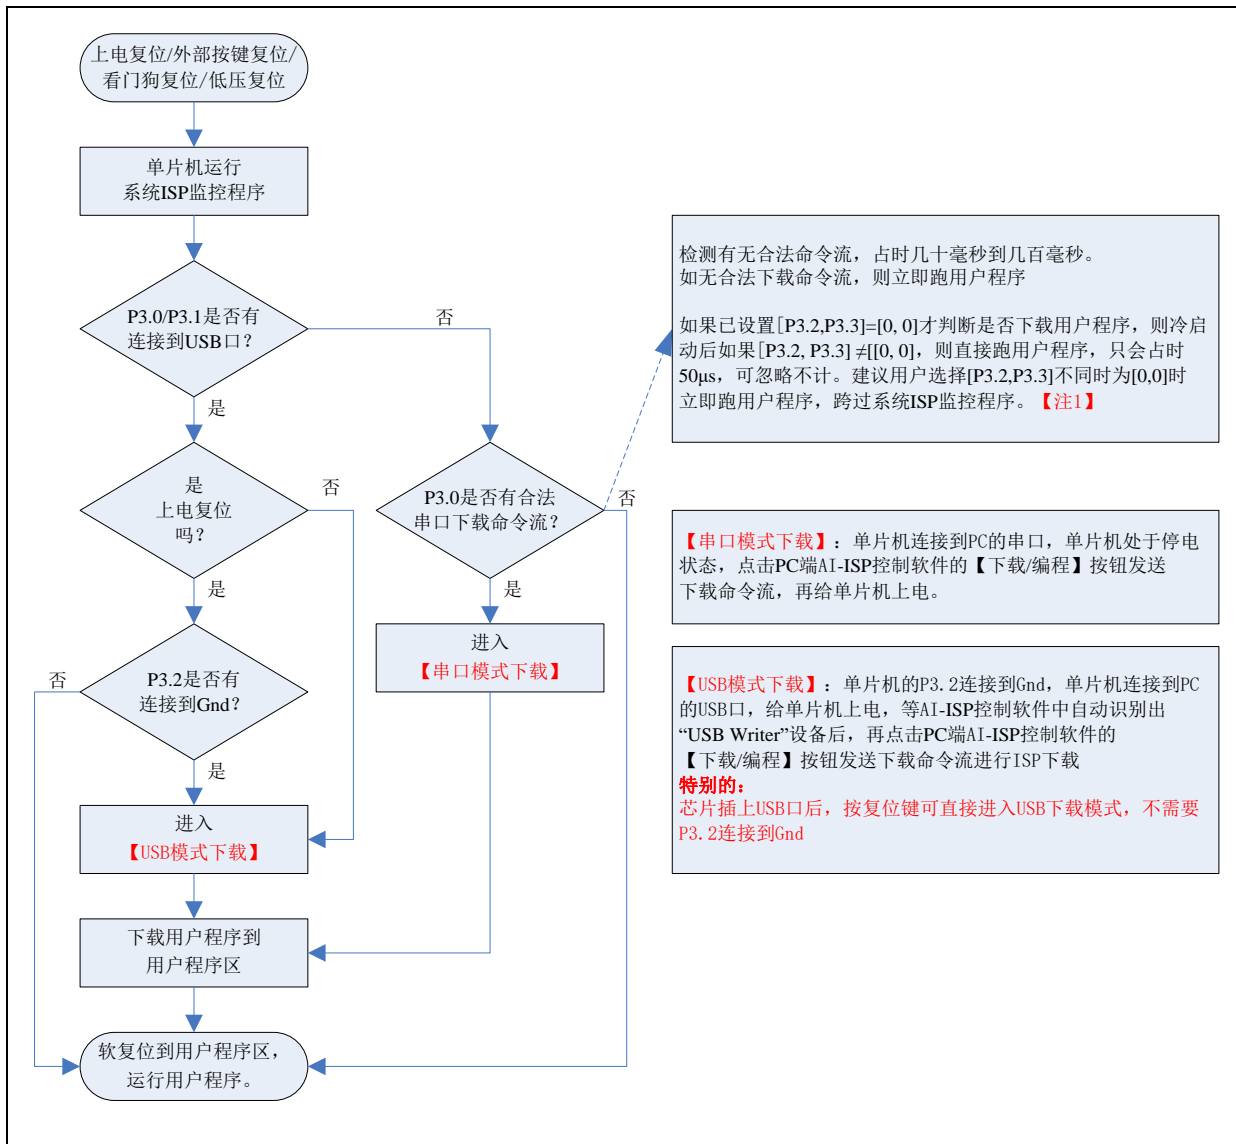 上电复位/外部按键复位/
看门狗复位/低压复位
单片机运行
系统ISP监控程序
P3.0/P3.1是否有
连接到USB口?
否
是
是
上电复位
吗?
否
是
P3.2是否有
连接到Gnd?
否
是
进入
【USB模式下载】
下载用户程序到
用户程序区
软复位到用户程序区，
运行用户程序。
P3.0是否有合法
串口下载命令流?
否
是
进入
【串口模式下载】
检测有无合法命令流，占时几十毫秒到几百毫秒。
如无合法下载命令流，则立即跑用户程序
如果已设置[P3.2,P3.3]=[0, 0]才判断是否下载用户程序，则冷启
动后如果[P3.2, P3.3] ≠[[0, 0]，则直接跑用户程序，只会占时
50μs，可忽略不计。建议用户选择[P3.2,P3.3]不同时为[0,0]时
立即跑用户程序，跨过系统ISP监控程序。【注1】
【串口模式下载】：单片机连接到PC的串口，单片机处于停电
状态，点击PC端AI-ISP控制软件的【下载/编程】按钮发送
下载命令流，再给单片机上电。
【USB模式下载】：单片机的P3.2连接到Gnd，单片机连接到PC
的USB口，给单片机上电，等AI-ISP控制软件中自动识别出
“USB Writer”设备后，再点击PC端AI-ISP控制软件的
【下载/编程】按钮发送下载命令流进行ISP下载
特别的：
芯片插上USB口后，按复位键可直接进入USB下载模式，不需要
P3.2连接到Gnd